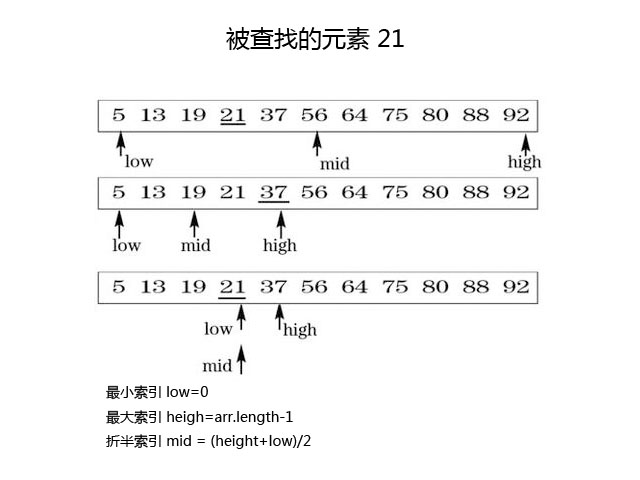 被查找的元素 21
5 13 19 21 37 56 64 75 80 88 92
low mid high
5 13 19 21 37 56 64 75 80 88 92
low mid high
5 13 19 21 37 56 64 75 80 88 92
low high
mid
最小索引 low=0
最大索引 heigh=arr.length-1
折半索引 mid = (height+low)/2